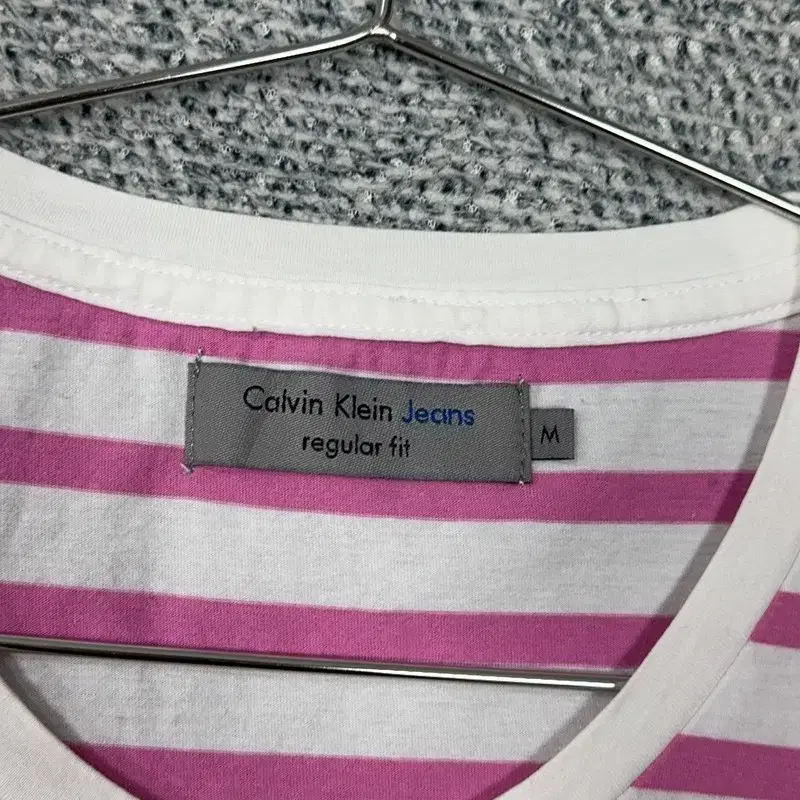 Calvin Klein Jeans
regular fit
M